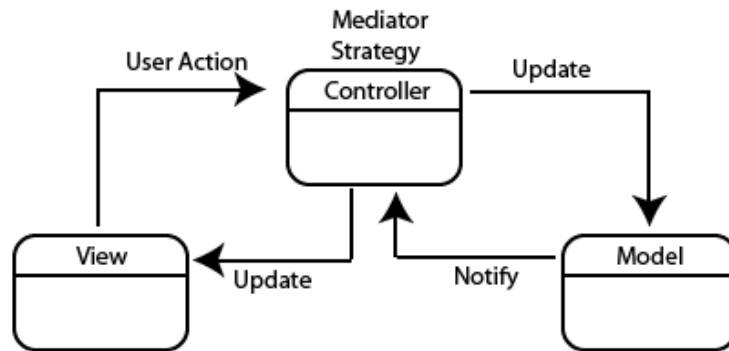 Mediator
Strategy
User Action
Controller
Update
View
Update
Notify
Model